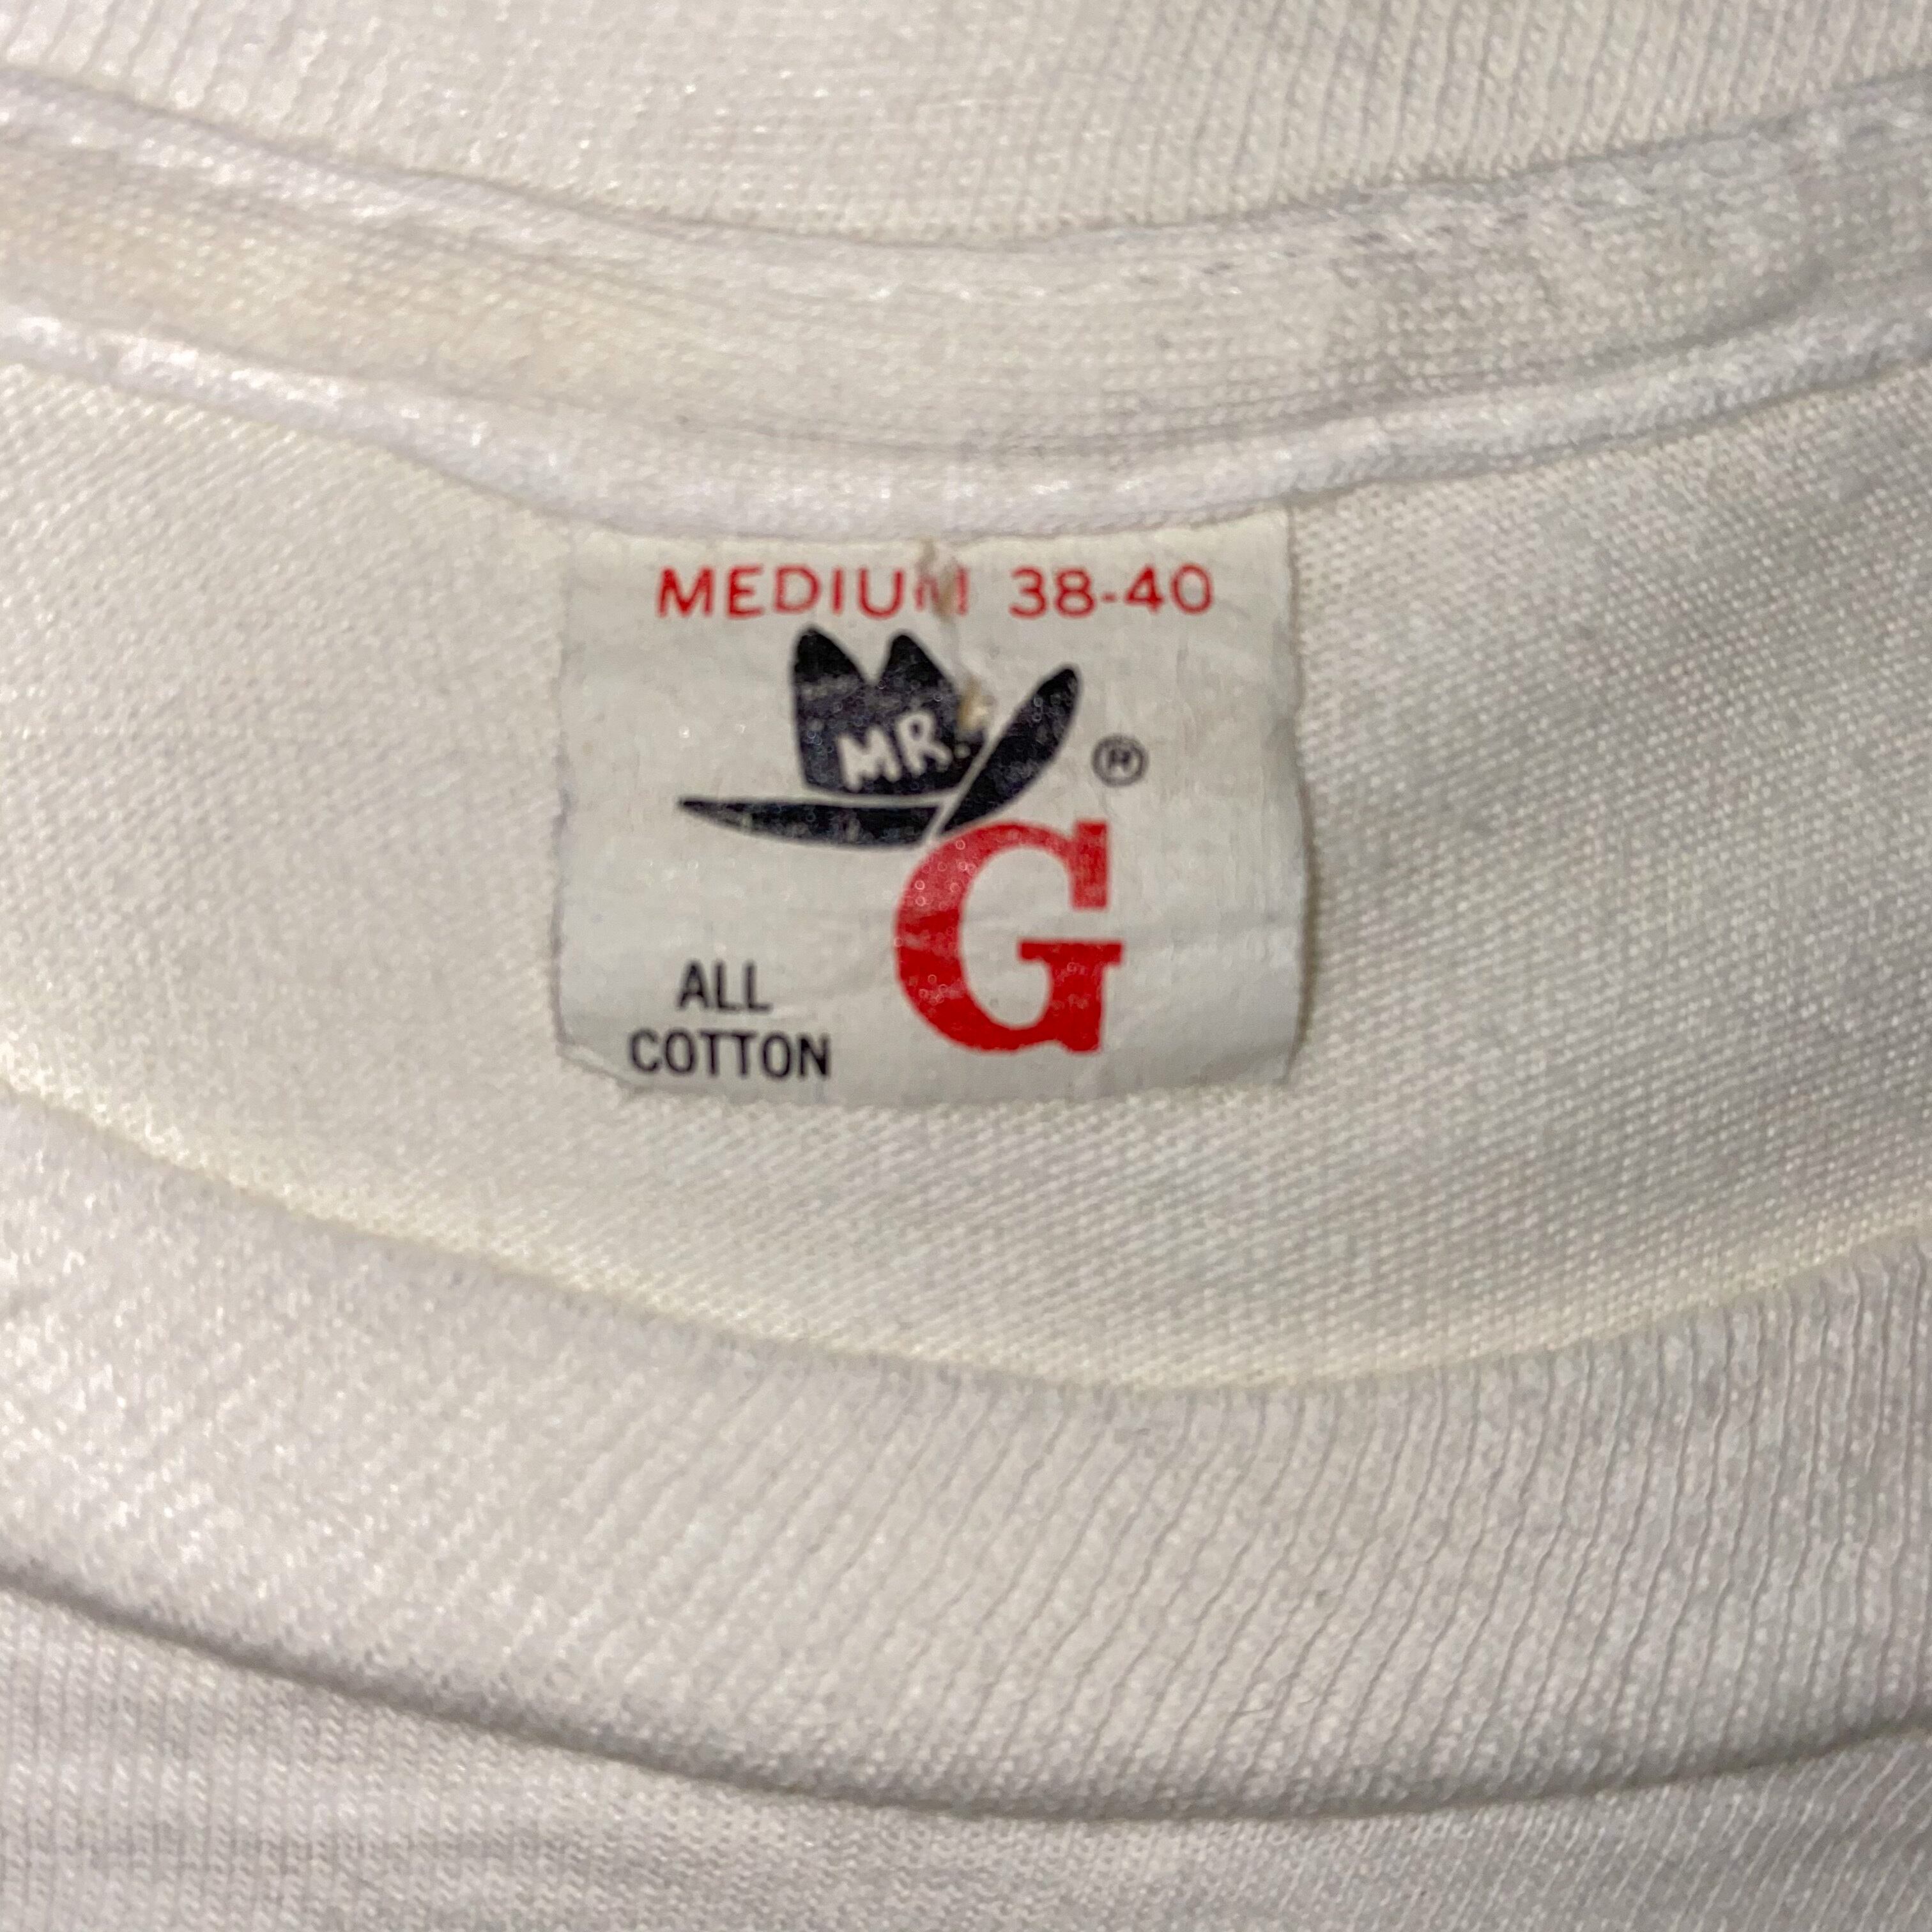 MEDIUM 38-40
MR.
®
G
ALL
COTTON